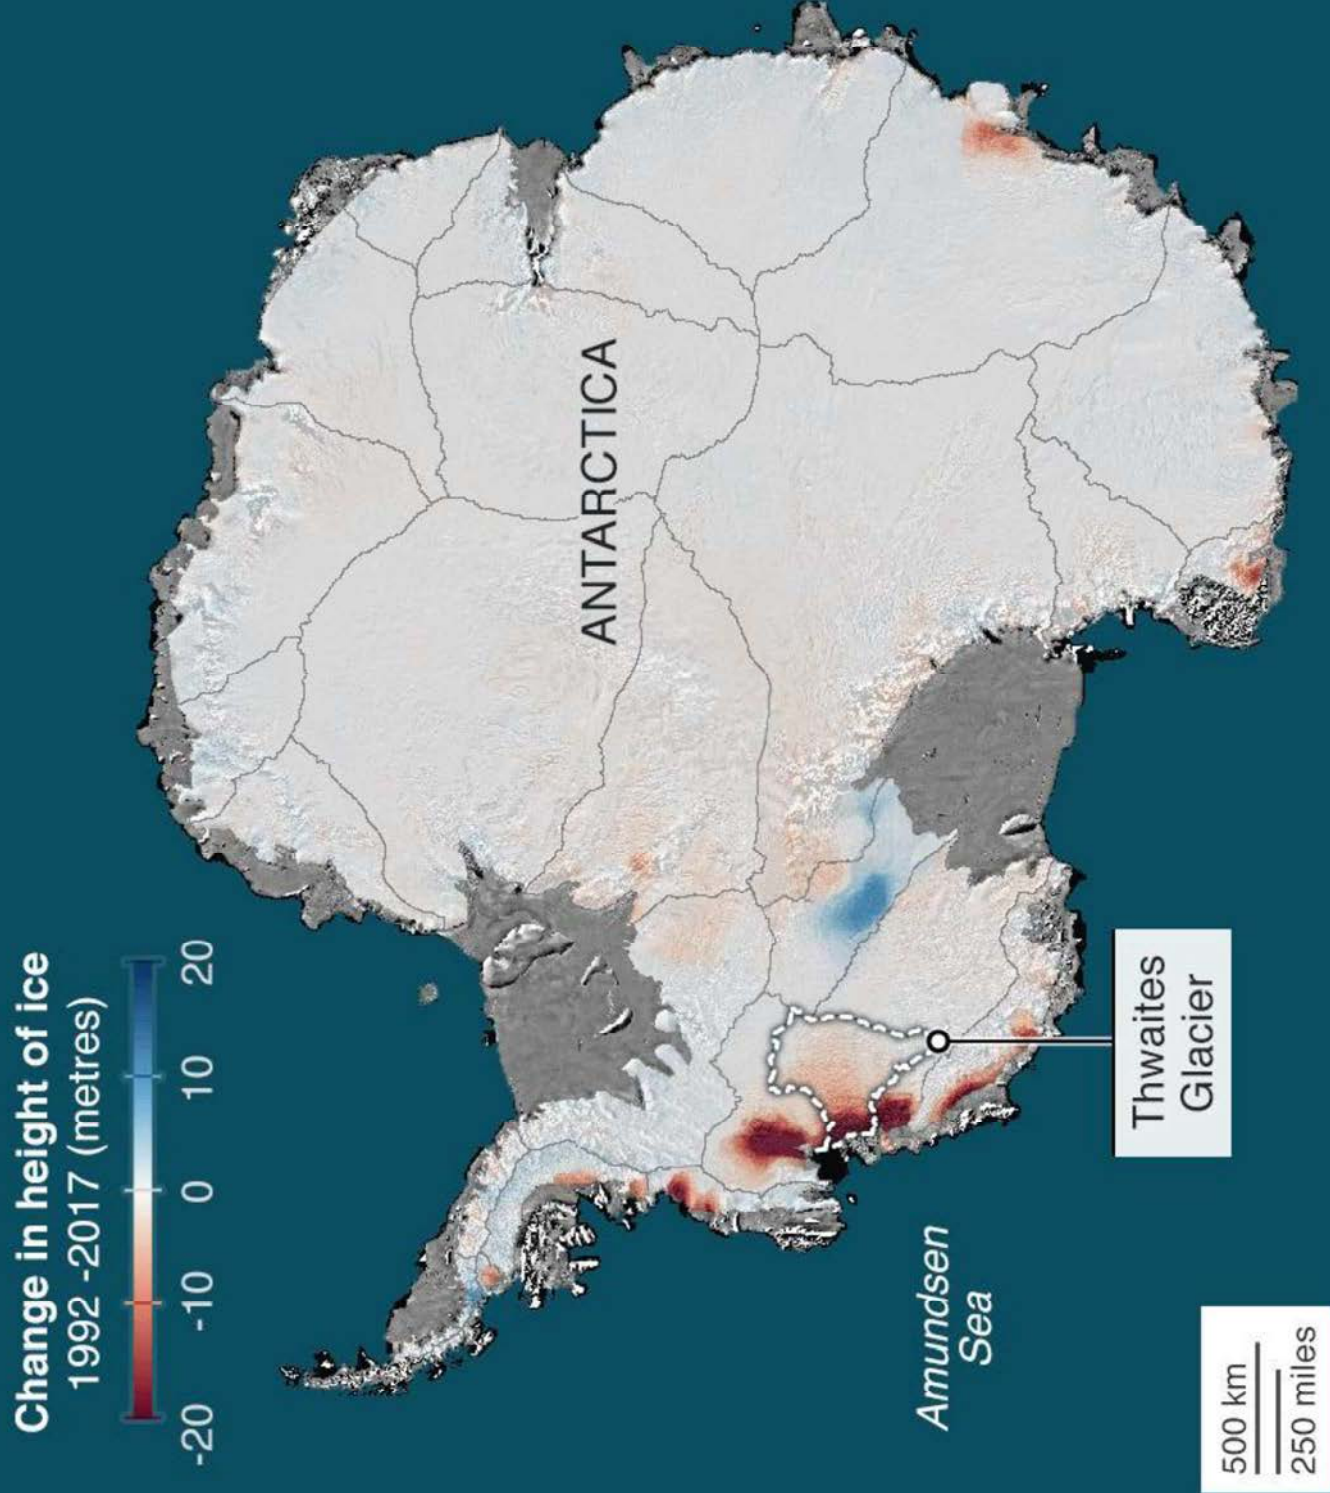 Change in height of ice
1992 -2017 (metres)
-20 -10 0 10 20
ANTARCTICA
Amundsen
Sea
Thwaites
Glacier
500 km
250 miles